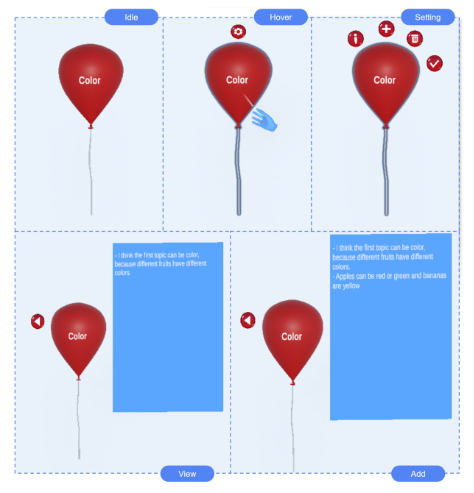 Idle
Hover
Setting
Color
Color
Color
- I think the first topic can be color,
because different fruits have different
colors.
Color
- I think the first topic can be color,
because different fruits have different
colors.
- Apples can be red or green and bananas
are yellow
Color
View
Add